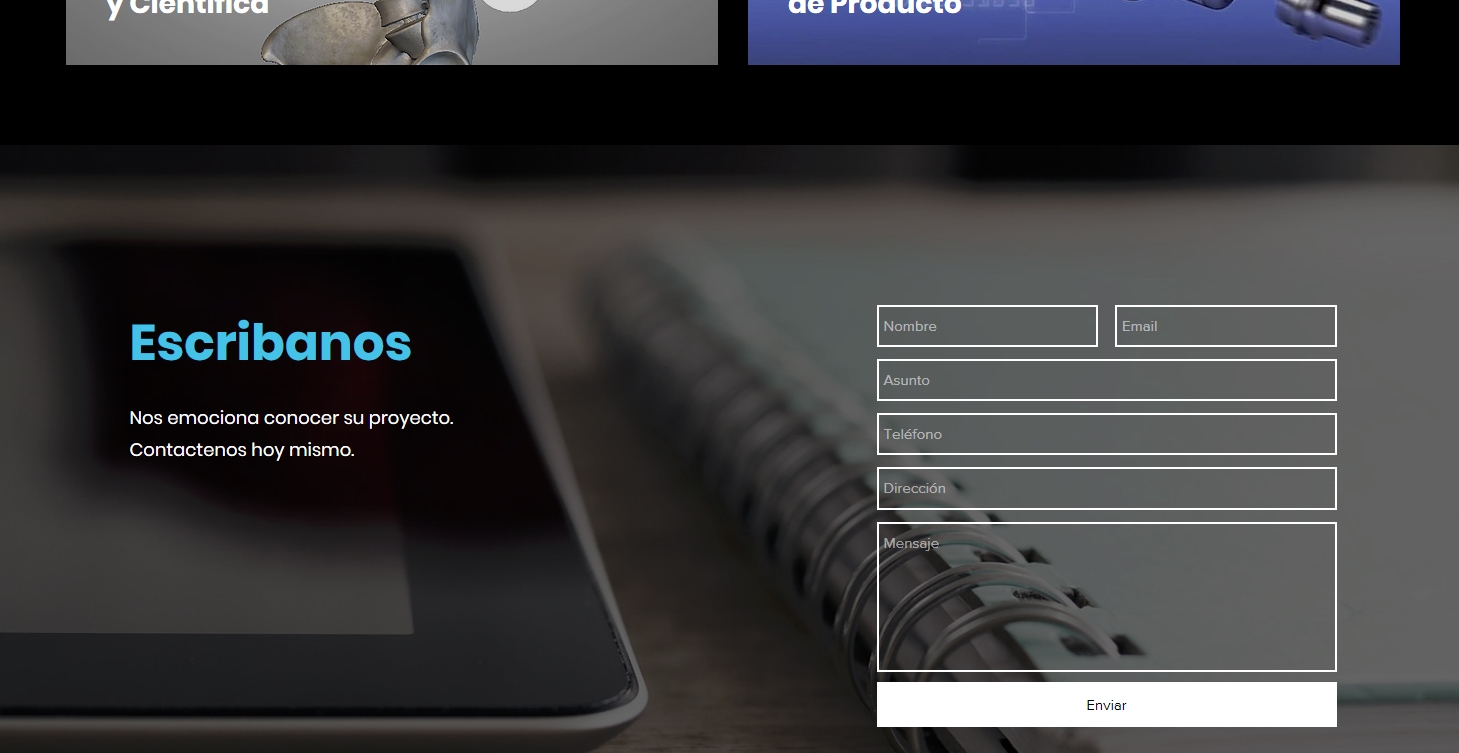 y Científica
de Producto
Escribanos
Nos emociona conocer su proyecto.
Contactenos hoy mismo.
Nombre
Email
Asunto
Teléfono
Dirección
Mensaje
Enviar